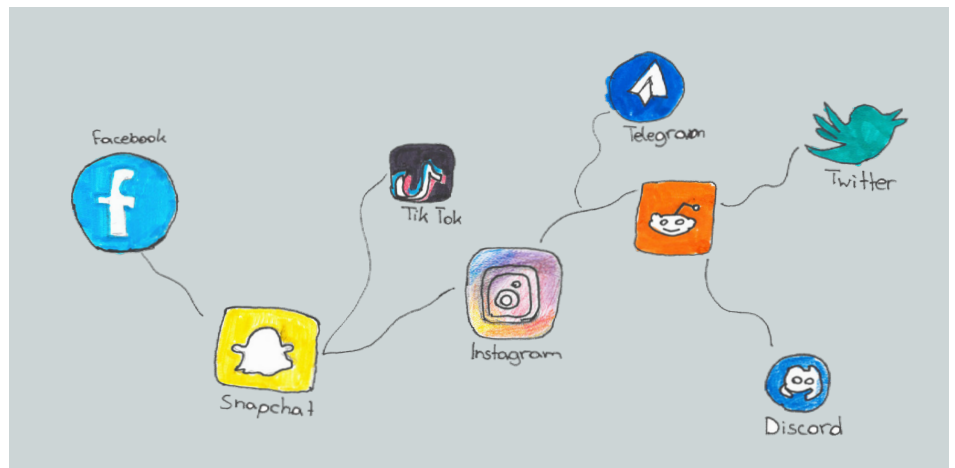 facebook
Tik Tok
Telegram
Twitter
Instagram
Snapchat
Discord